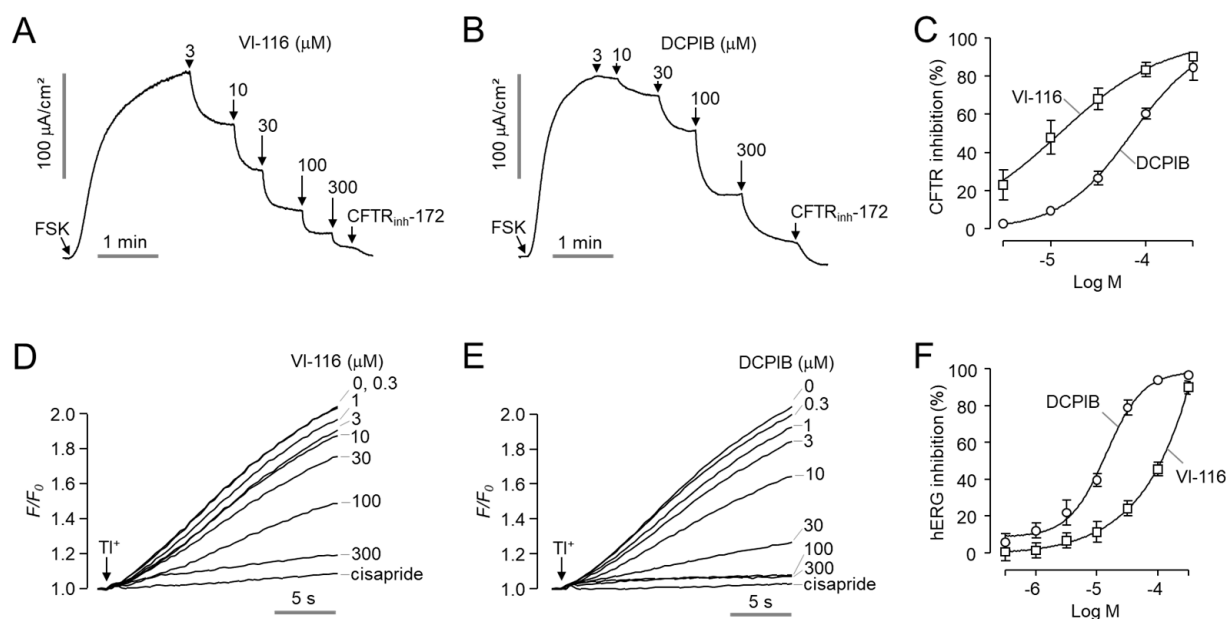 A
VI-116 (μM)
3
10
30
100
300
CFTRinh-172
FSK
100 μA/cm²
1 min
B
DCPIB (μM)
3
10
30
100
300
CFTRinh-172
FSK
100 μA/cm²
1 min
C
CFTR inhibition (%)
100
80
60
40
20
0
VI-116
DCPIB
-5
-4
Log M
D
VI-116 (μM)
0, 0.3
1
3
10
30
100
300
cisapride
F/F0
2.0
1.8
1.6
1.4
1.2
1.0
Tl⁺
5 s
E
DCPIB (μM)
0
0.3
1
3
10
30
100
300
cisapride
F/F0
2.0
1.8
1.6
1.4
1.2
1.0
Tl⁺
5 s
F
hERG inhibition (%)
100
80
60
40
20
0
DCPIB
VI-116
-6
-5
-4
Log M